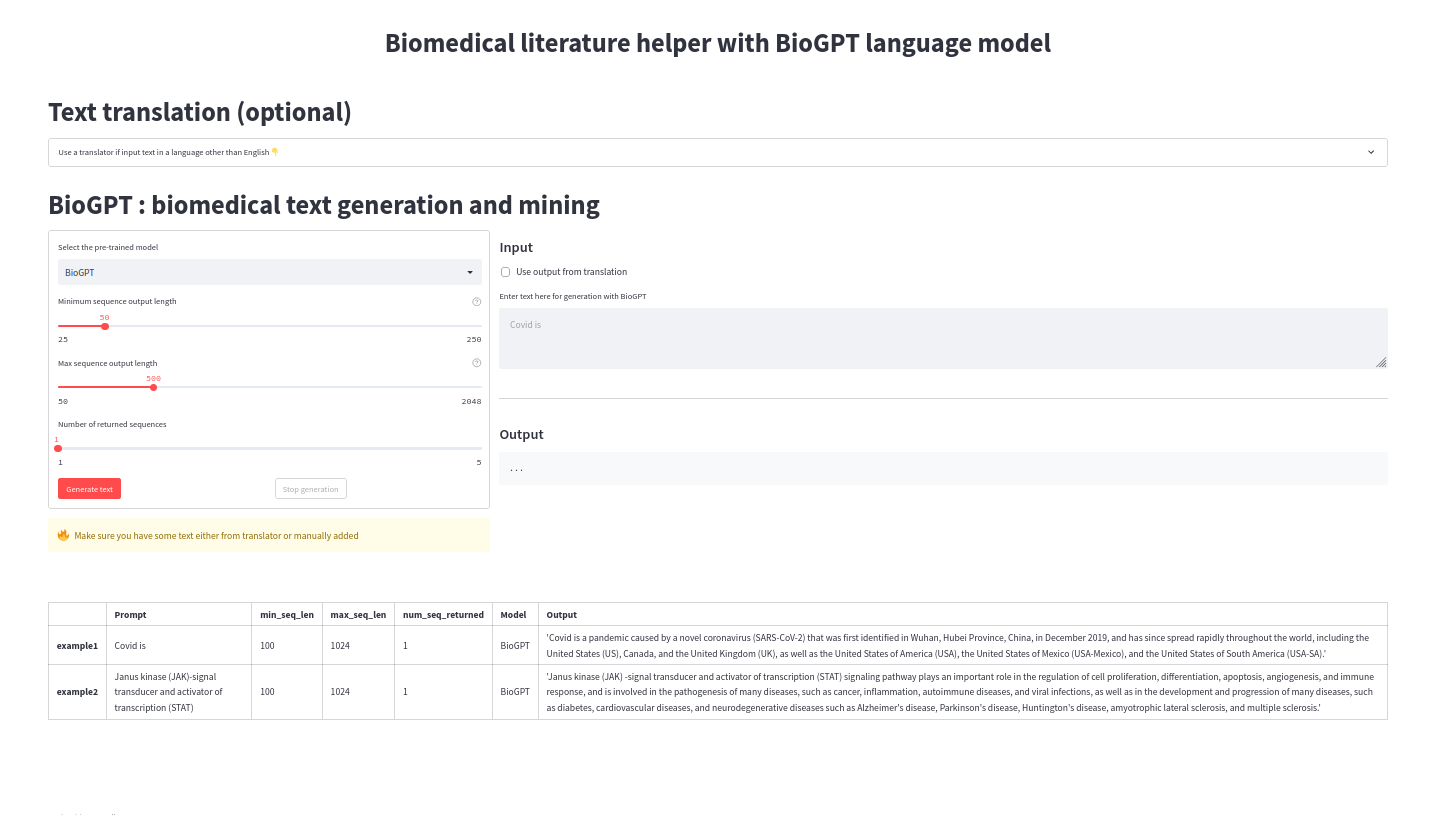 Biomedical literature helper with BioGPT language model
Text translation (optional)
Use a translator if input text in a language other than English 👇
BioGPT : biomedical text generation and mining
Select the pre-trained model
BioGPT
Minimum sequence output length
50
25 250
Max sequence output length
500
50 2048
Number of returned sequences
1
1 5
Generate text Stop generation
🔥 Make sure you have some text either from translator or manually added
Input
Use output from translation
Enter text here for generation with BioGPT
Covid is
Output
...
Prompt min_seq_len max_seq_len num_seq_returned Model Output
example1 Covid is 100 1024 1 BioGPT 'Covid is a pandemic caused by a novel coronavirus (SARS-CoV-2) that was first identified in Wuhan, Hubei Province, China, in December 2019, and has since spread rapidly throughout the world, including the
United States (US), Canada, and the United Kingdom (UK), as well as the United States of America (USA), the United States of Mexico (USA-Mexico), and the United States of South America (USA-SA).'
example2 Janus kinase (JAK)-signal
transducer and activator of
transcription (STAT)
100 1024 1 BioGPT
'Janus kinase (JAK) -signal transducer and activator of transcription (STAT) signaling pathway plays an important role in the regulation of cell proliferation, differentiation, apoptosis, angiogenesis, and immune
response, and is involved in the pathogenesis of many diseases, such as cancer, inflammation, autoimmune diseases, and viral infections, as well as in the development and progression of many diseases, such
as diabetes, cardiovascular diseases, and neurodegenerative diseases such as Alzheimer's disease, Parkinson's disease, Huntington's disease, amyotrophic lateral sclerosis, and multiple sclerosis.'